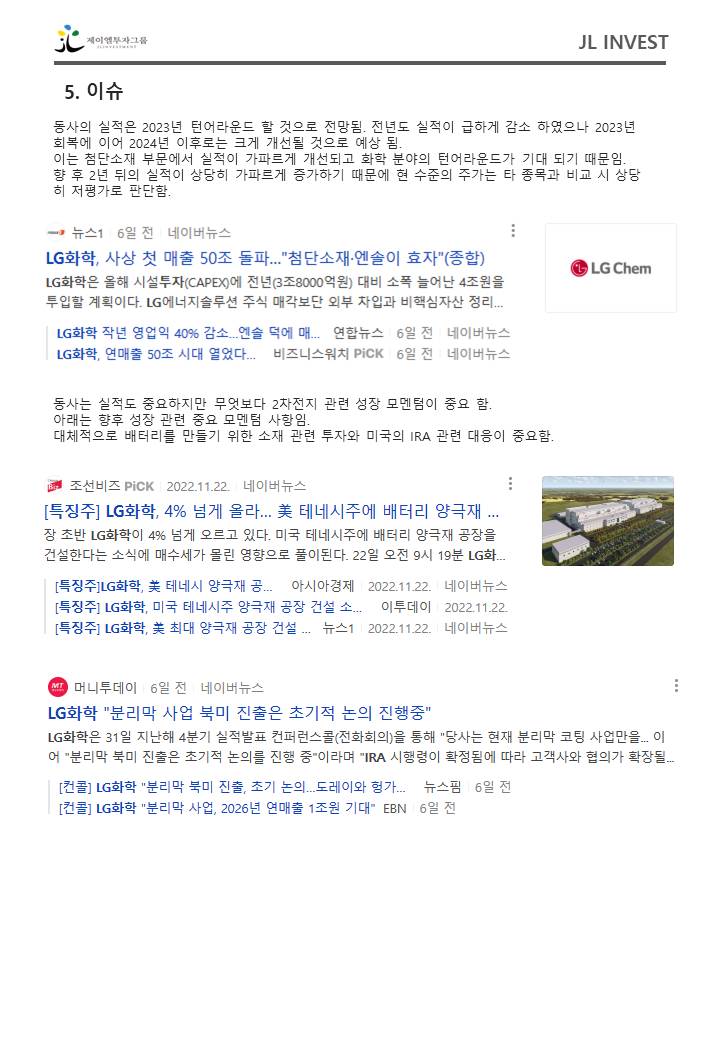 제이엘투자그룹
JLINVESTMENT
JL INVEST
5. 이슈
동사의 실적은 2023년 턴어라운드 할 것으로 전망됨. 전년도 실적이 급하게 감소 하였으나 2023년
회복에 이어 2024년 이후로는 크게 개선될 것으로 예상 됨.
이는 첨단소재 부문에서 실적이 가파르게 개선되고 화학 분야의 턴어라운드가 기대 되기 때문임.
향 후 2년 뒤의 실적이 상당히 가파르게 증가하기 때문에 현 수준의 주가는 타 종목과 비교 시 상당
히 저평가로 판단함.
뉴스1 6일 전 네이버뉴스
LG화학, 사상 첫 매출 50조 돌파..."첨단소재·엔솔이 효자"(종합)
LG화학은 올해 시설투자(CAPEX)에 전년(3조8000억원) 대비 소폭 늘어난 4조원을
투입할 계획이다. LG에너지솔루션 주식 매각보단 외부 차입과 비핵심자산 정리...
LG Chem
LG화학 작년 영업익 40% 감소...엔솔 덕에 매... 연합뉴스 6일 전 네이버뉴스
LG화학, 연매출 50조 시대 열었다... 비즈니스워치 PiCK 6일 전 네이버뉴스
동사는 실적도 중요하지만 무엇보다 2차전지 관련 성장 모멘텀이 중요 함.
아래는 향후 성장 관련 중요 모멘텀 사항임.
대체적으로 배터리를 만들기 위한 소재 관련 투자와 미국의 IRA 관련 대응이 중요함.
Biz 조선비즈 PiCK 2022.11.22. 네이버뉴스
[특징주] LG화학, 4% 넘게 올라... 美 테네시주에 배터리 양극재 ...
장 초반 LG화학이 4% 넘게 오르고 있다. 미국 테네시주에 배터리 양극재 공장을
건설한다는 소식에 매수세가 몰린 영향으로 풀이된다. 22일 오전 9시 19분 LG화...
[특징주]LG화학, 美 테네시 양극재 공... 아시아경제 2022.11.22. 네이버뉴스
[특징주] LG화학, 미국 테네시주 양극재 공장 건설 소... 이투데이 2022.11.22.
[특징주] LG화학, 美 최대 양극재 공장 건설 ... 뉴스1 2022.11.22. 네이버뉴스
MT 머니투데이 6일 전 네이버뉴스
LG화학 "분리막 사업 북미 진출은 초기적 논의 진행중"
LG화학은 31일 지난해 4분기 실적발표 컨퍼런스콜(전화회의)을 통해 "당사는 현재 분리막 코팅 사업만을... 이
어 "분리막 북미 진출은 초기적 논의를 진행 중"이라며 "IRA 시행령이 확정됨에 따라 고객사와 협의가 확장될...
[컨콜] LG화학 "분리막 북미 진출, 초기 논의...도레이와 헝가... 뉴스핌 6일 전
[컨콜] LG화학 "분리막 사업, 2026년 연매출 1조원 기대" EBN 6일 전